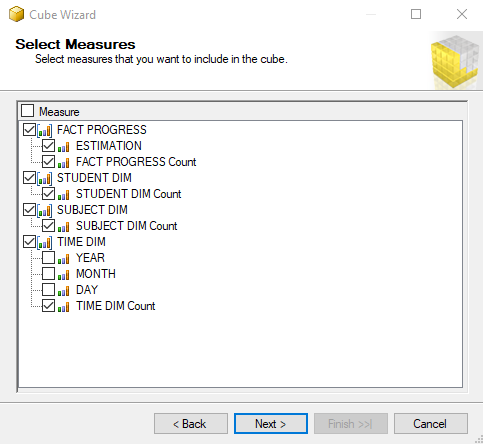 Cube Wizard
Select Measures
Select measures that you want to include in the cube.
Measure
FACT PROGRESS
ESTIMATION
FACT PROGRESS Count
STUDENT DIM
STUDENT DIM Count
SUBJECT DIM
SUBJECT DIM Count
TIME DIM
YEAR
MONTH
DAY
TIME DIM Count
< Back Next > Finish >>| Cancel